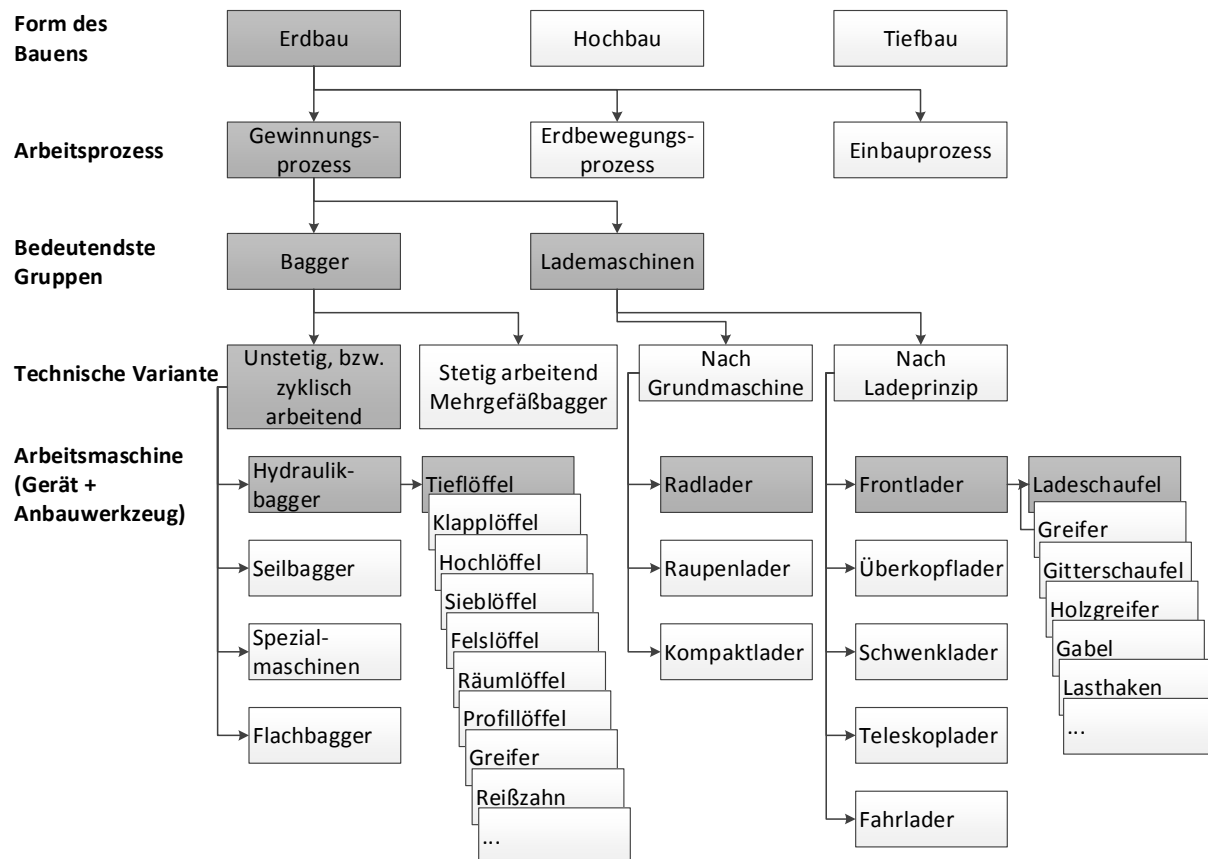 Form des
Bauens
Erdbau
Hochbau
Tiefbau
Arbeitsprozess
Gewinnungs-
prozess
Erdbewegungs-
prozess
Einbauprozess
Bedeutendste
Gruppen
Bagger
Lademaschinen
Technische Variante
Unstetig, bzw.
zyklisch
arbeitend
Stetig arbeitend
Mehrgefäßbagger
Nach
Grundmaschine
Nach
Ladeprinzip
Arbeitsmaschine
(Gerät +
Anbauwerkzeug)
Hydraulik-
bagger
Seilbagger
Spezial-
maschinen
Flachbagger
Tieflöffel
Klapplöffel
Hochlöffel
Sieblöffel
Felslöffel
Räumlöffel
Profillöffel
Greifer
Reißzahn
...
Radlader
Raupenlader
Kompaktlader
Frontlader
Überkopflader
Schwenklader
Teleskoplader
Fahrlader
Ladeschaufel
Greifer
Gitterschaufel
Holzgreifer
Gabel
Lasthaken
...